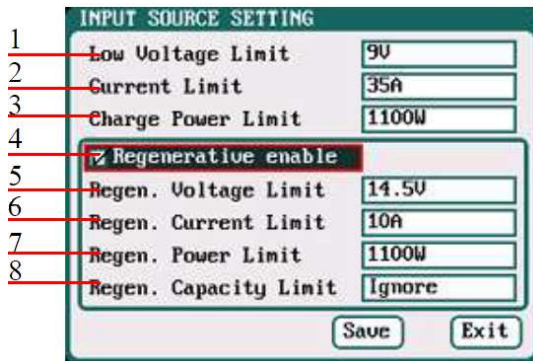 INPUT SOURCE SETTING
1 Low Voltage Limit 9V
2 Current Limit 35A
3 Charge Power Limit 1100W
4 Regenerative enable
5 Regen. Voltage Limit 14.5V
6 Regen. Current Limit 10A
7 Regen. Power Limit 1100W
8 Regen. Capacity Limit Ignore
Save Exit